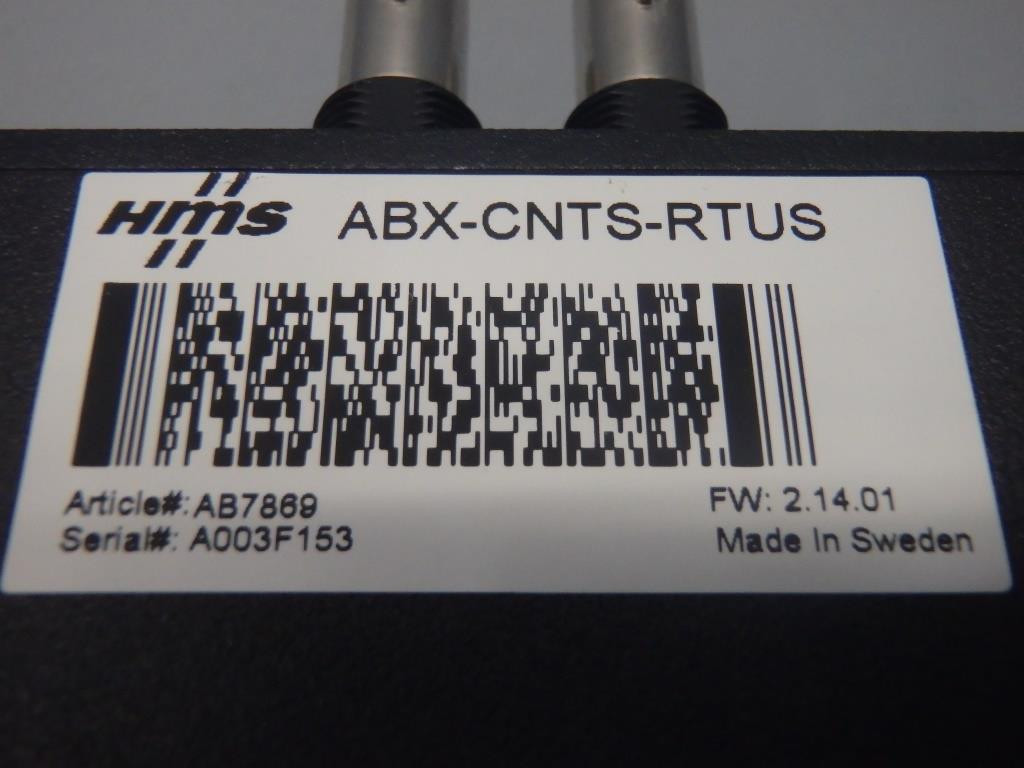 HMS ABX-CNTS-RTUS
Article#: AB7869
Serial#: A003F153
FW: 2.14.01
Made In Sweden